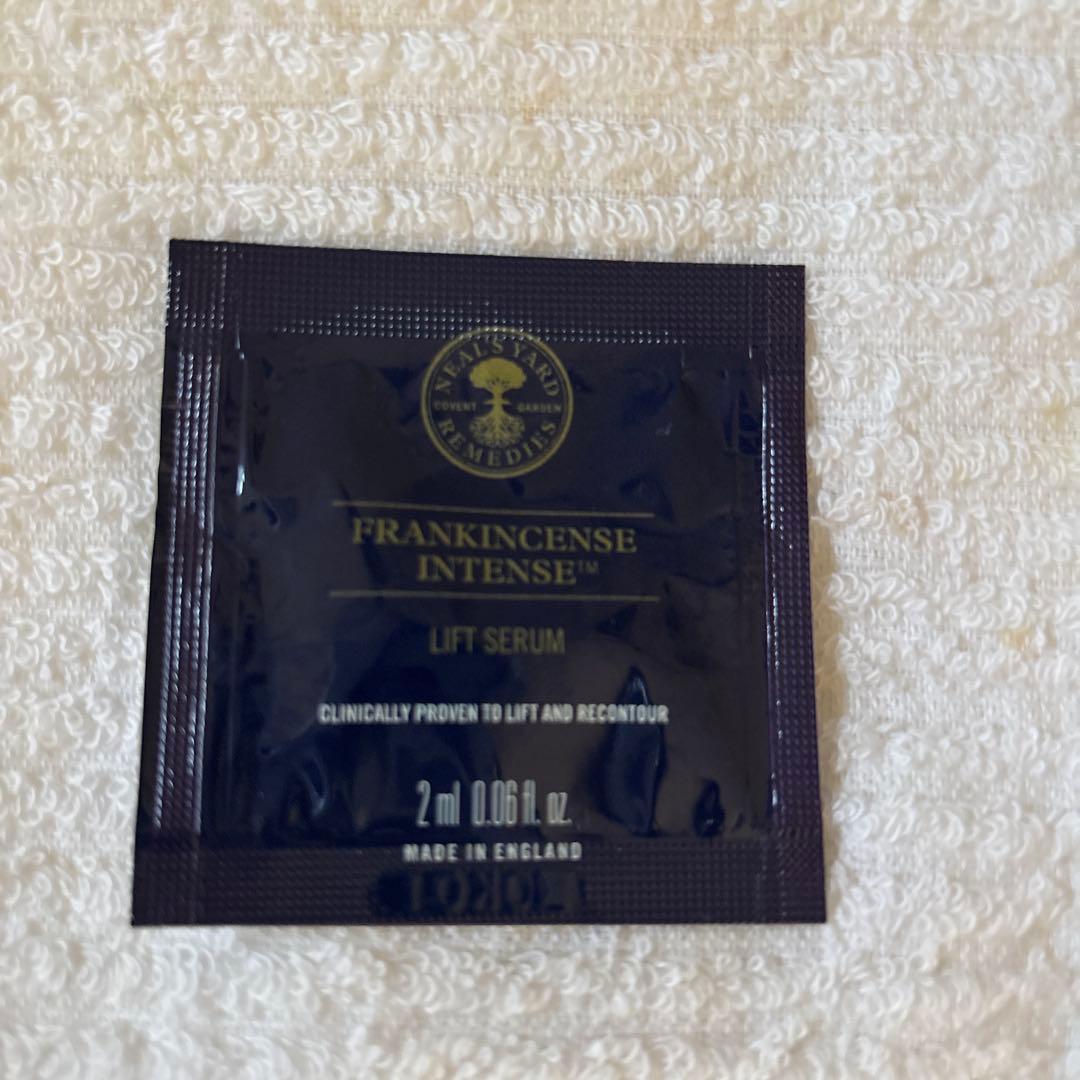 NEAL'S YARD
COVENT GARDEN
REMEDIES
FRANKINCENSE
INTENSE™
LIFT SERUM
CLINICALLY PROVEN TO LIFT AND RECONTOUR
2 ml 0.06 fl. oz.
MADE IN ENGLAND